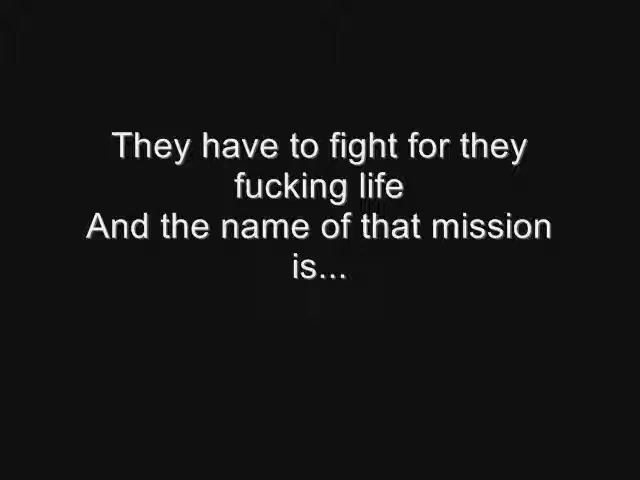 They have to fight for they
fucking life
And the name of that mission
is...